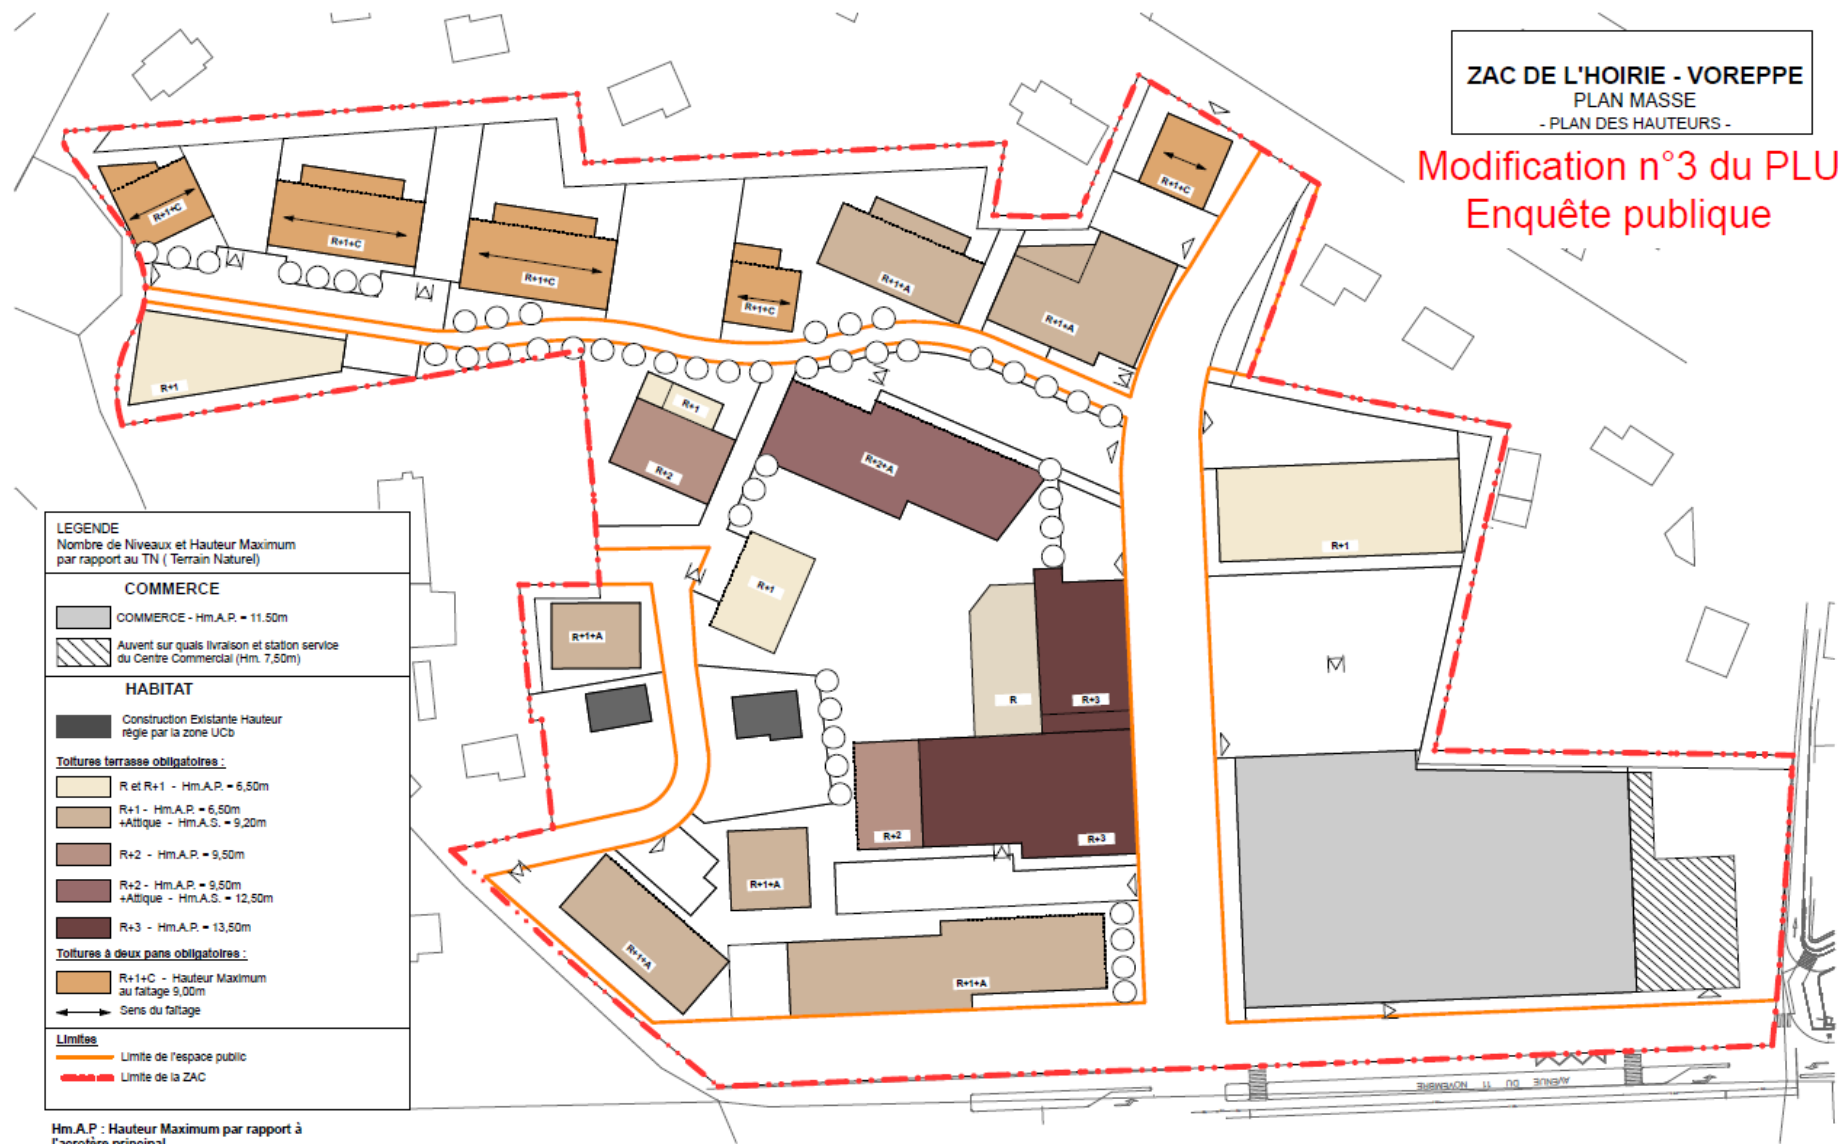 ZAC DE L'HOIRIE - VOREPPE
PLAN MASSE
- PLAN DES HAUTEURS -
Modification n°3 du PLU
Enquête publique
R+1+C
R+1+C
R+1+C
R+1+C
R+1+C
R+1+A
R+1+A
R+1
R+1
R+2
R+2+A
R+1
R+1
R+1+A
R
R+3
R+2
R+3
R+1+A
R+1+A
R+1+A
AVENUE DU 11 NOVEMBRE
LEGENDE
Nombre de Niveaux et Hauteur Maximum
par rapport au TN ( Terrain Naturel)
COMMERCE
COMMERCE - Hm.A.P. = 11.50m
Auvent sur quais livraison et station service
du Centre Commercial (Hm. 7,50m)
HABITAT
Construction Existante Hauteur
régie par la zone UCb
Toitures terrasse obligatoires :
R et R+1 - Hm.A.P. = 6,50m
R+1 - Hm.A.P. = 6,50m
+Attique - Hm.A.S. = 9,20m
R+2 - Hm.A.P. = 9,50m
R+2 - Hm.A.P. = 9,50m
+Attique - Hm.A.S. = 12,50m
R+3 - Hm.A.P. = 13,50m
Toitures à deux pans obligatoires :
R+1+C - Hauteur Maximum
au faîtage 9,00m
Sens du faîtage
Limites
Limite de l'espace public
Limite de la ZAC
Hm.A.P : Hauteur Maximum par rapport à
l'acrotère principal